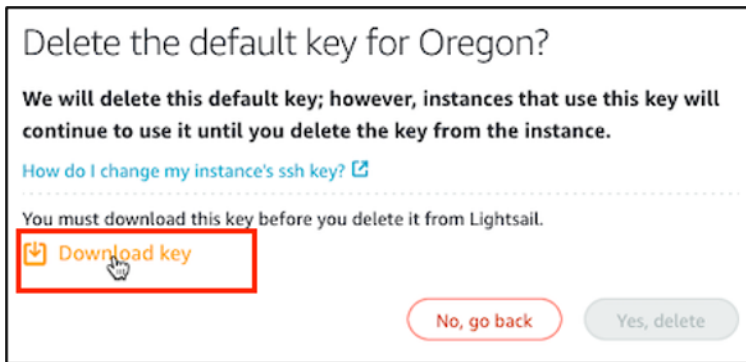 Delete the default key for Oregon?
We will delete this default key; however, instances that use this key will
continue to use it until you delete the key from the instance.
How do I change my instance's ssh key?
You must download this key before you delete it from Lightsail.
Download key
No, go back
Yes, delete